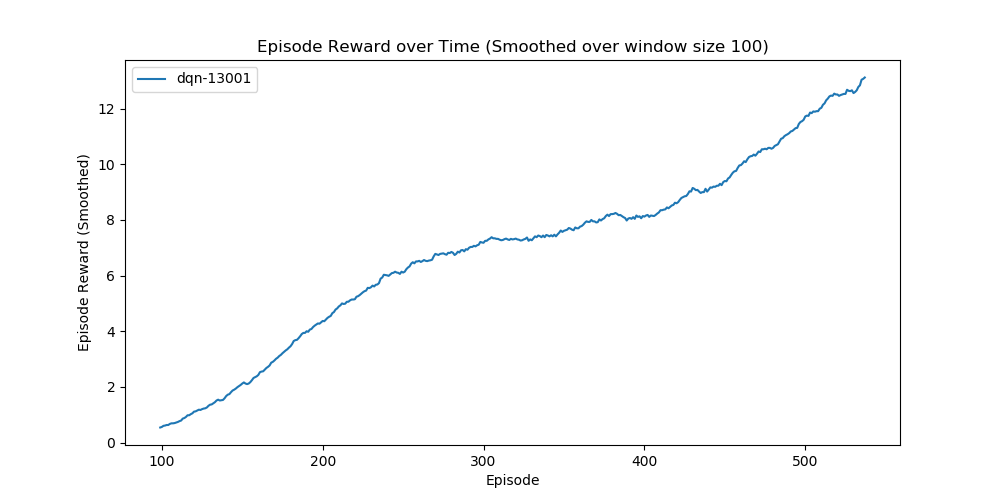 Episode Reward over Time (Smoothed over window size 100)
dqn-13001
12
10
8
6
4
2
0
Episode Reward (Smoothed)
100 200 300 400 500
Episode